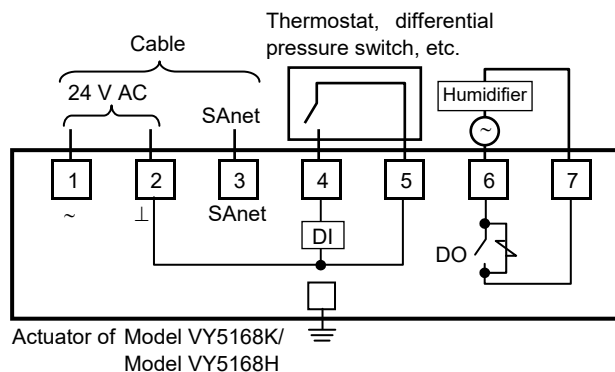 Thermostat, differential
pressure switch, etc.
Cable
24 V AC
SAnet
Humidifier
~
1 2 3 4 5 6 7
~ ⊥ SAnet
DI
DO
Actuator of Model VY5168K/
Model VY5168H